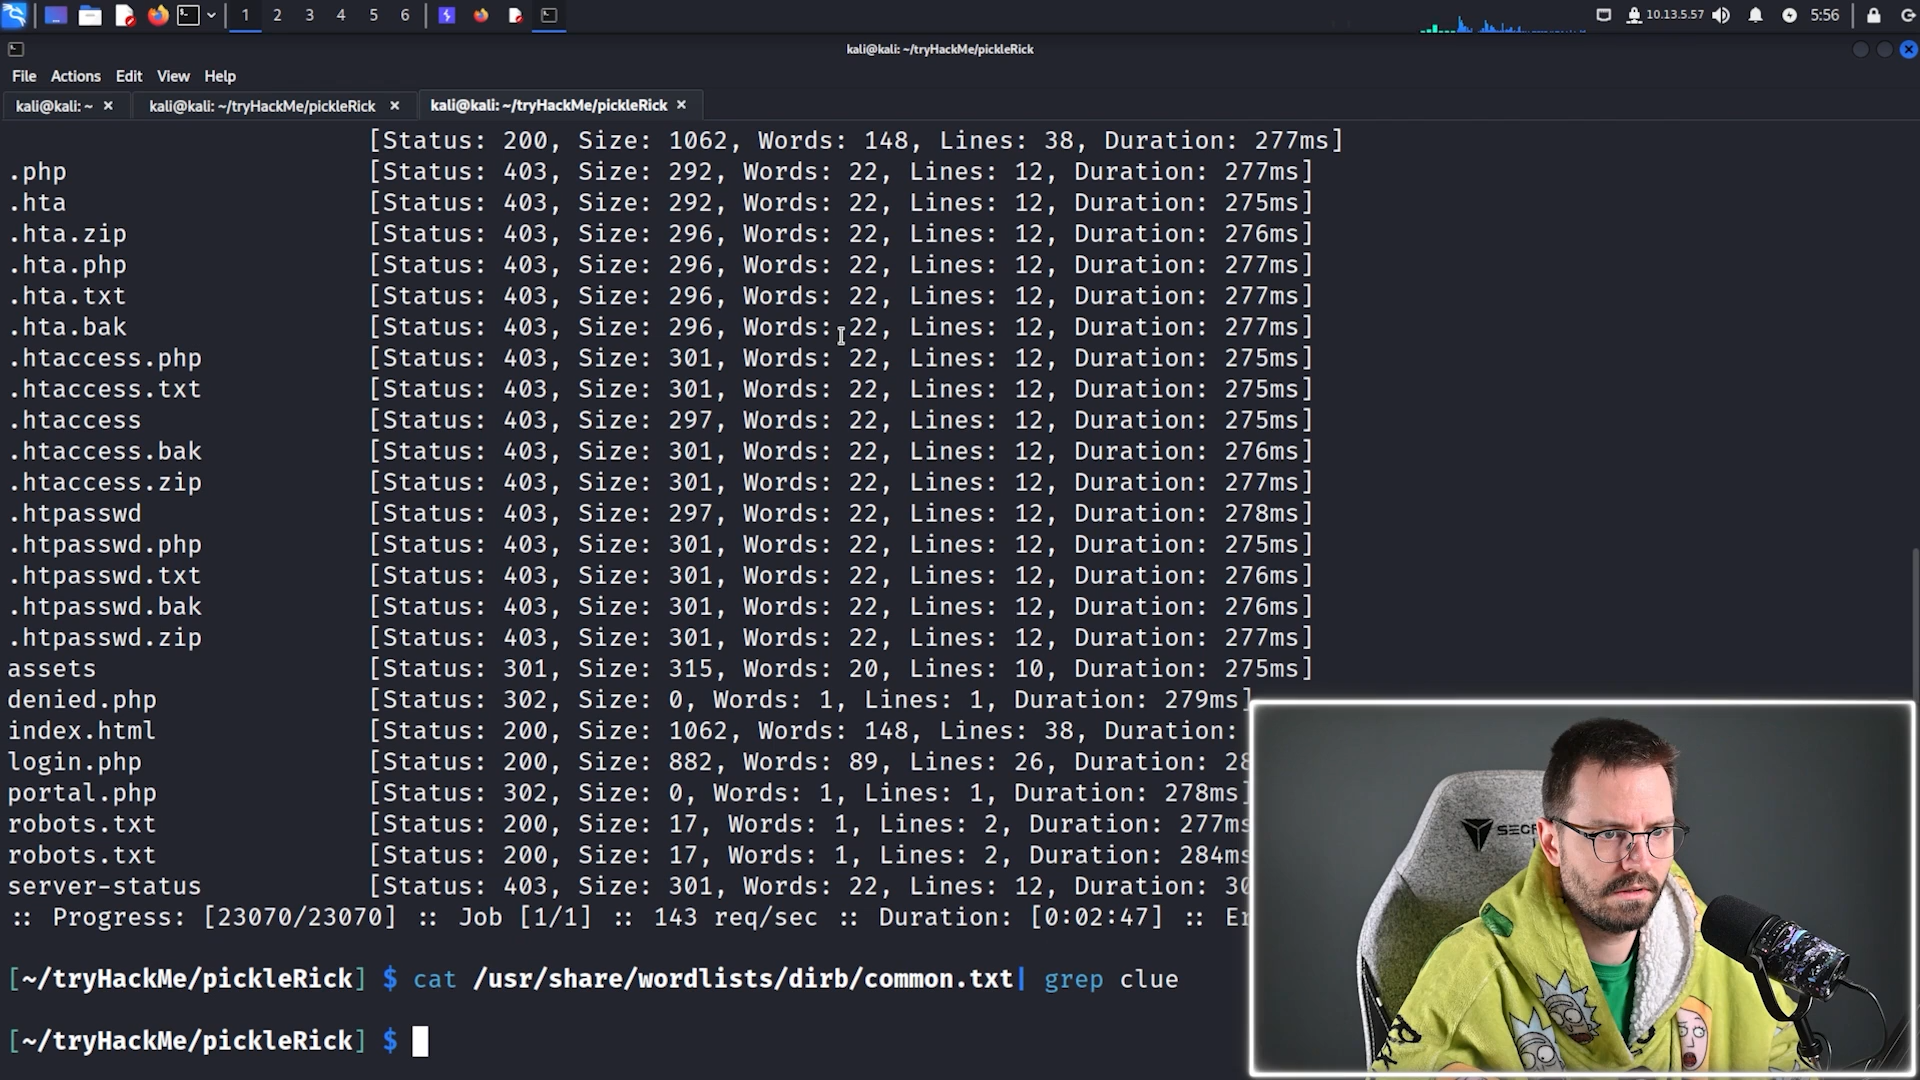 1 2 3 4 5 6 10.13.5.57 5:56
kali@kali: ~/tryHackMe/pickleRick
File Actions Edit View Help
kali@kali: ~ × kali@kali: ~/tryHackMe/pickleRick × kali@kali: ~/tryHackMe/pickleRick ×
[Status: 200, Size: 1062, Words: 148, Lines: 38, Duration: 277ms]
.php [Status: 403, Size: 292, Words: 22, Lines: 12, Duration: 277ms]
.hta [Status: 403, Size: 292, Words: 22, Lines: 12, Duration: 275ms]
.hta.zip [Status: 403, Size: 296, Words: 22, Lines: 12, Duration: 276ms]
.hta.php [Status: 403, Size: 296, Words: 22, Lines: 12, Duration: 277ms]
.hta.txt [Status: 403, Size: 296, Words: 22, Lines: 12, Duration: 277ms]
.hta.bak [Status: 403, Size: 296, Words: 22, Lines: 12, Duration: 277ms]
.htaccess.php [Status: 403, Size: 301, Words: 22, Lines: 12, Duration: 275ms]
.htaccess.txt [Status: 403, Size: 301, Words: 22, Lines: 12, Duration: 275ms]
.htaccess [Status: 403, Size: 297, Words: 22, Lines: 12, Duration: 275ms]
.htaccess.bak [Status: 403, Size: 301, Words: 22, Lines: 12, Duration: 276ms]
.htaccess.zip [Status: 403, Size: 301, Words: 22, Lines: 12, Duration: 277ms]
.htpasswd [Status: 403, Size: 297, Words: 22, Lines: 12, Duration: 278ms]
.htpasswd.php [Status: 403, Size: 301, Words: 22, Lines: 12, Duration: 275ms]
.htpasswd.txt [Status: 403, Size: 301, Words: 22, Lines: 12, Duration: 276ms]
.htpasswd.bak [Status: 403, Size: 301, Words: 22, Lines: 12, Duration: 276ms]
.htpasswd.zip [Status: 403, Size: 301, Words: 22, Lines: 12, Duration: 277ms]
assets [Status: 301, Size: 315, Words: 20, Lines: 10, Duration: 275ms]
denied.php [Status: 302, Size: 0, Words: 1, Lines: 1, Duration: 279ms]
index.html [Status: 200, Size: 1062, Words: 148, Lines: 38, Duration:
login.php [Status: 200, Size: 882, Words: 89, Lines: 26, Duration: 28
portal.php [Status: 302, Size: 0, Words: 1, Lines: 1, Duration: 278ms]
robots.txt [Status: 200, Size: 17, Words: 1, Lines: 2, Duration: 277ms
robots.txt [Status: 200, Size: 17, Words: 1, Lines: 2, Duration: 284ms
server-status [Status: 403, Size: 301, Words: 22, Lines: 12, Duration: 30
:: Progress: [23070/23070] :: Job [1/1] :: 143 req/sec :: Duration: [0:02:47] :: Er
[~/tryHackMe/pickleRick] $ cat /usr/share/wordlists/dirb/common.txt| grep clue
[~/tryHackMe/pickleRick] $